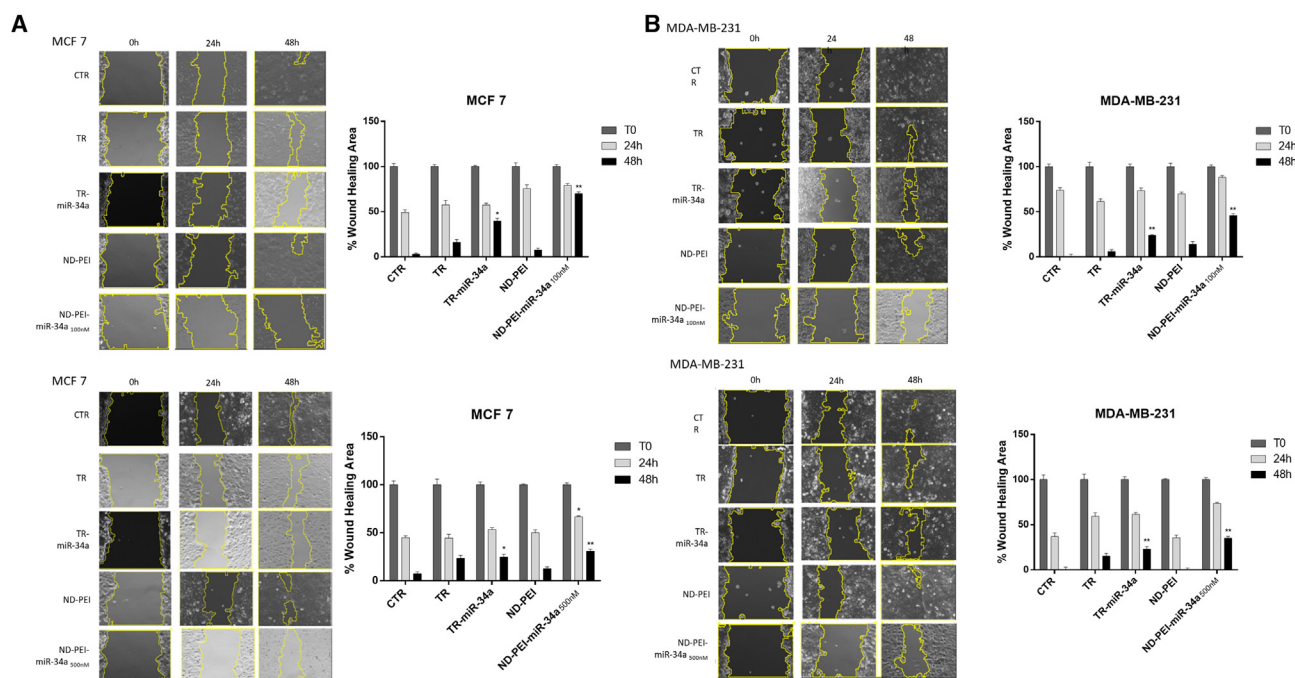 A
MCF 7
0h 24h 48h
CTR
TR
TR-
miR-34a
ND-PEI
ND-PEI-
miR-34a 100nM
MCF 7
% Wound Healing Area
150
100
50
0
T0
24h
48h
*
**
CTR
TR
TR-miR-34a
ND-PEI
ND-PEI-miR-34a 100nM
B
MDA-MB-231
0h 24 48
h
CT
R
TR
TR-
miR-34a
ND-PEI
ND-PEI-
miR-34a 100nM
MDA-MB-231
% Wound Healing Area
150
100
50
0
T0
24h
48h
**
**
CTR
TR
TR-miR-34a
ND-PEI
ND-PEI-miR-34a 100nM
MCF 7
0h 24h 48h
CTR
TR
TR-
miR-34a
ND-PEI
ND-PEI-
miR-34a 500nM
MCF 7
% Wound Healing Area
150
100
50
0
T0
24h
48h
*
*
**
CTR
TR
TR-miR-34a
ND-PEI
ND-PEI-miR-34a 500nM
MDA-MB-231
0h 24h 48h
CT
R
TR
TR-
miR-34a
ND-PEI
ND-PEI-
miR-34a 500nM
MDA-MB-231
% Wound Healing Area
150
100
50
0
T0
24h
48h
**
**
CTR
TR
TR-miR-34a
ND-PEI
ND-PEI-miR-34a 500nM